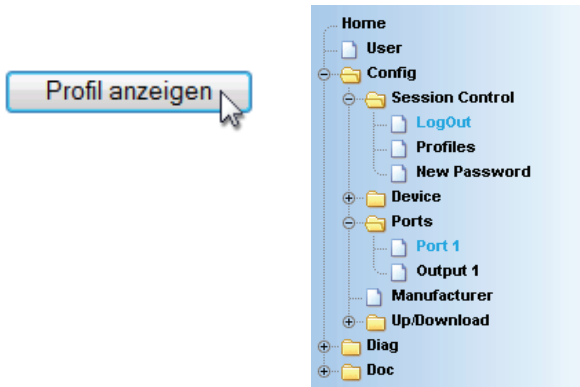 Profil anzeigen
Home
User
Config
Session Control
LogOut
Profiles
New Password
Device
Ports
Port 1
Output 1
Manufacturer
Up/Download
Diag
Doc